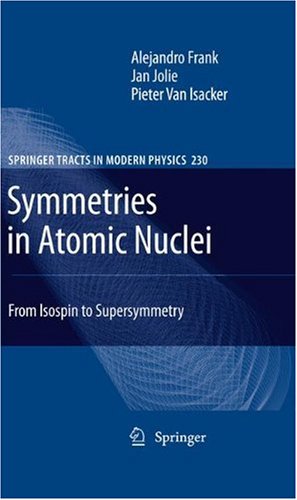 Alejandro Frank
Jan Jolie
Pieter Van Isacker
SPRINGER TRACTS IN MODERN PHYSICS 230
Symmetries
in Atomic Nuclei
From Isospin to Supersymmetry
Springer